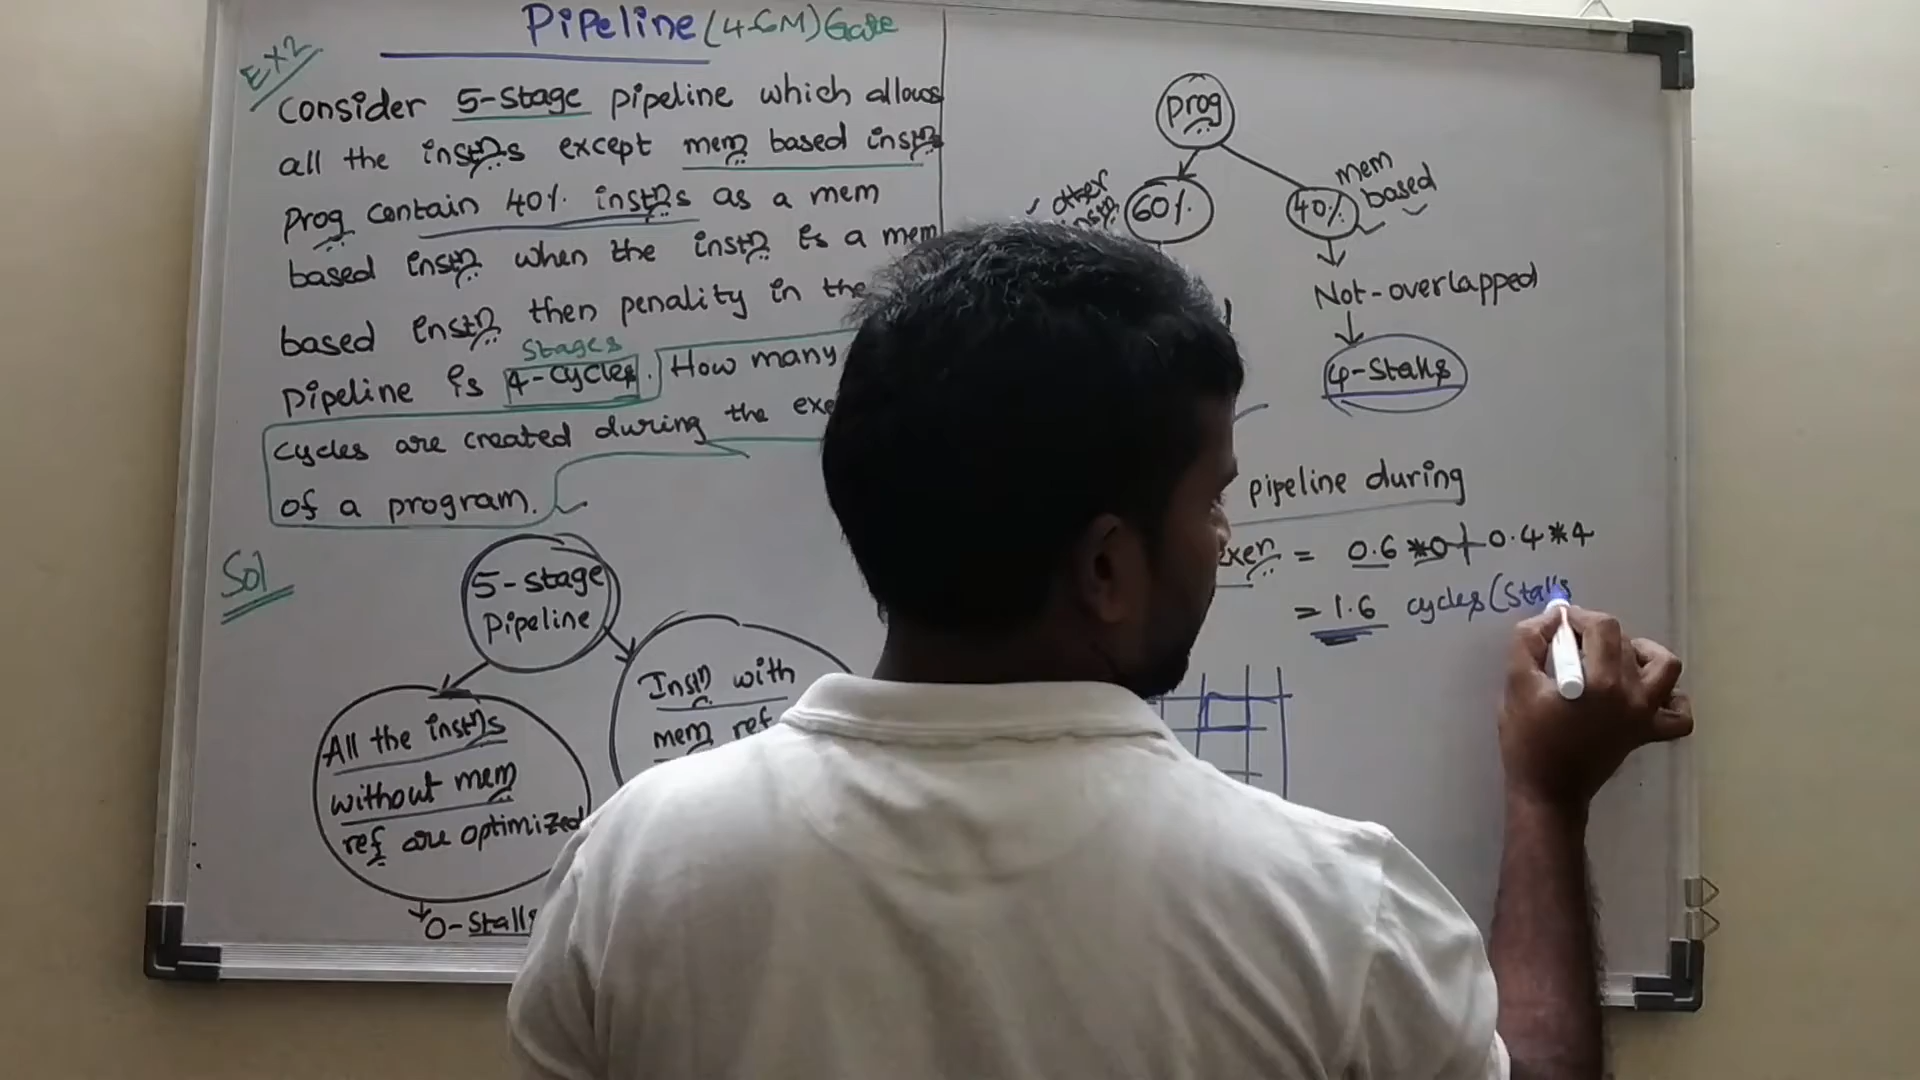 Pipeline (4-6M) Gate
EX2
Consider 5-stage pipeline which allows
all the instns except mem based instn
prog contain 40% instns as a mem
based instn when the instn is a mem
based instn then penality in the
stages
pipeline is 4-cycles. How many
cycles are created during the exe
of a program.
Sol
5-stage
pipeline
All the instns
without mem
ref are optimized
0-stalls
Instn with
mem ref
prog
other
instn
60%
40%
mem
based
Not-overlapped
4-stalls
pipeline during
exen = 0.6*0+0.4*4
= 1.6 cycles (stalls